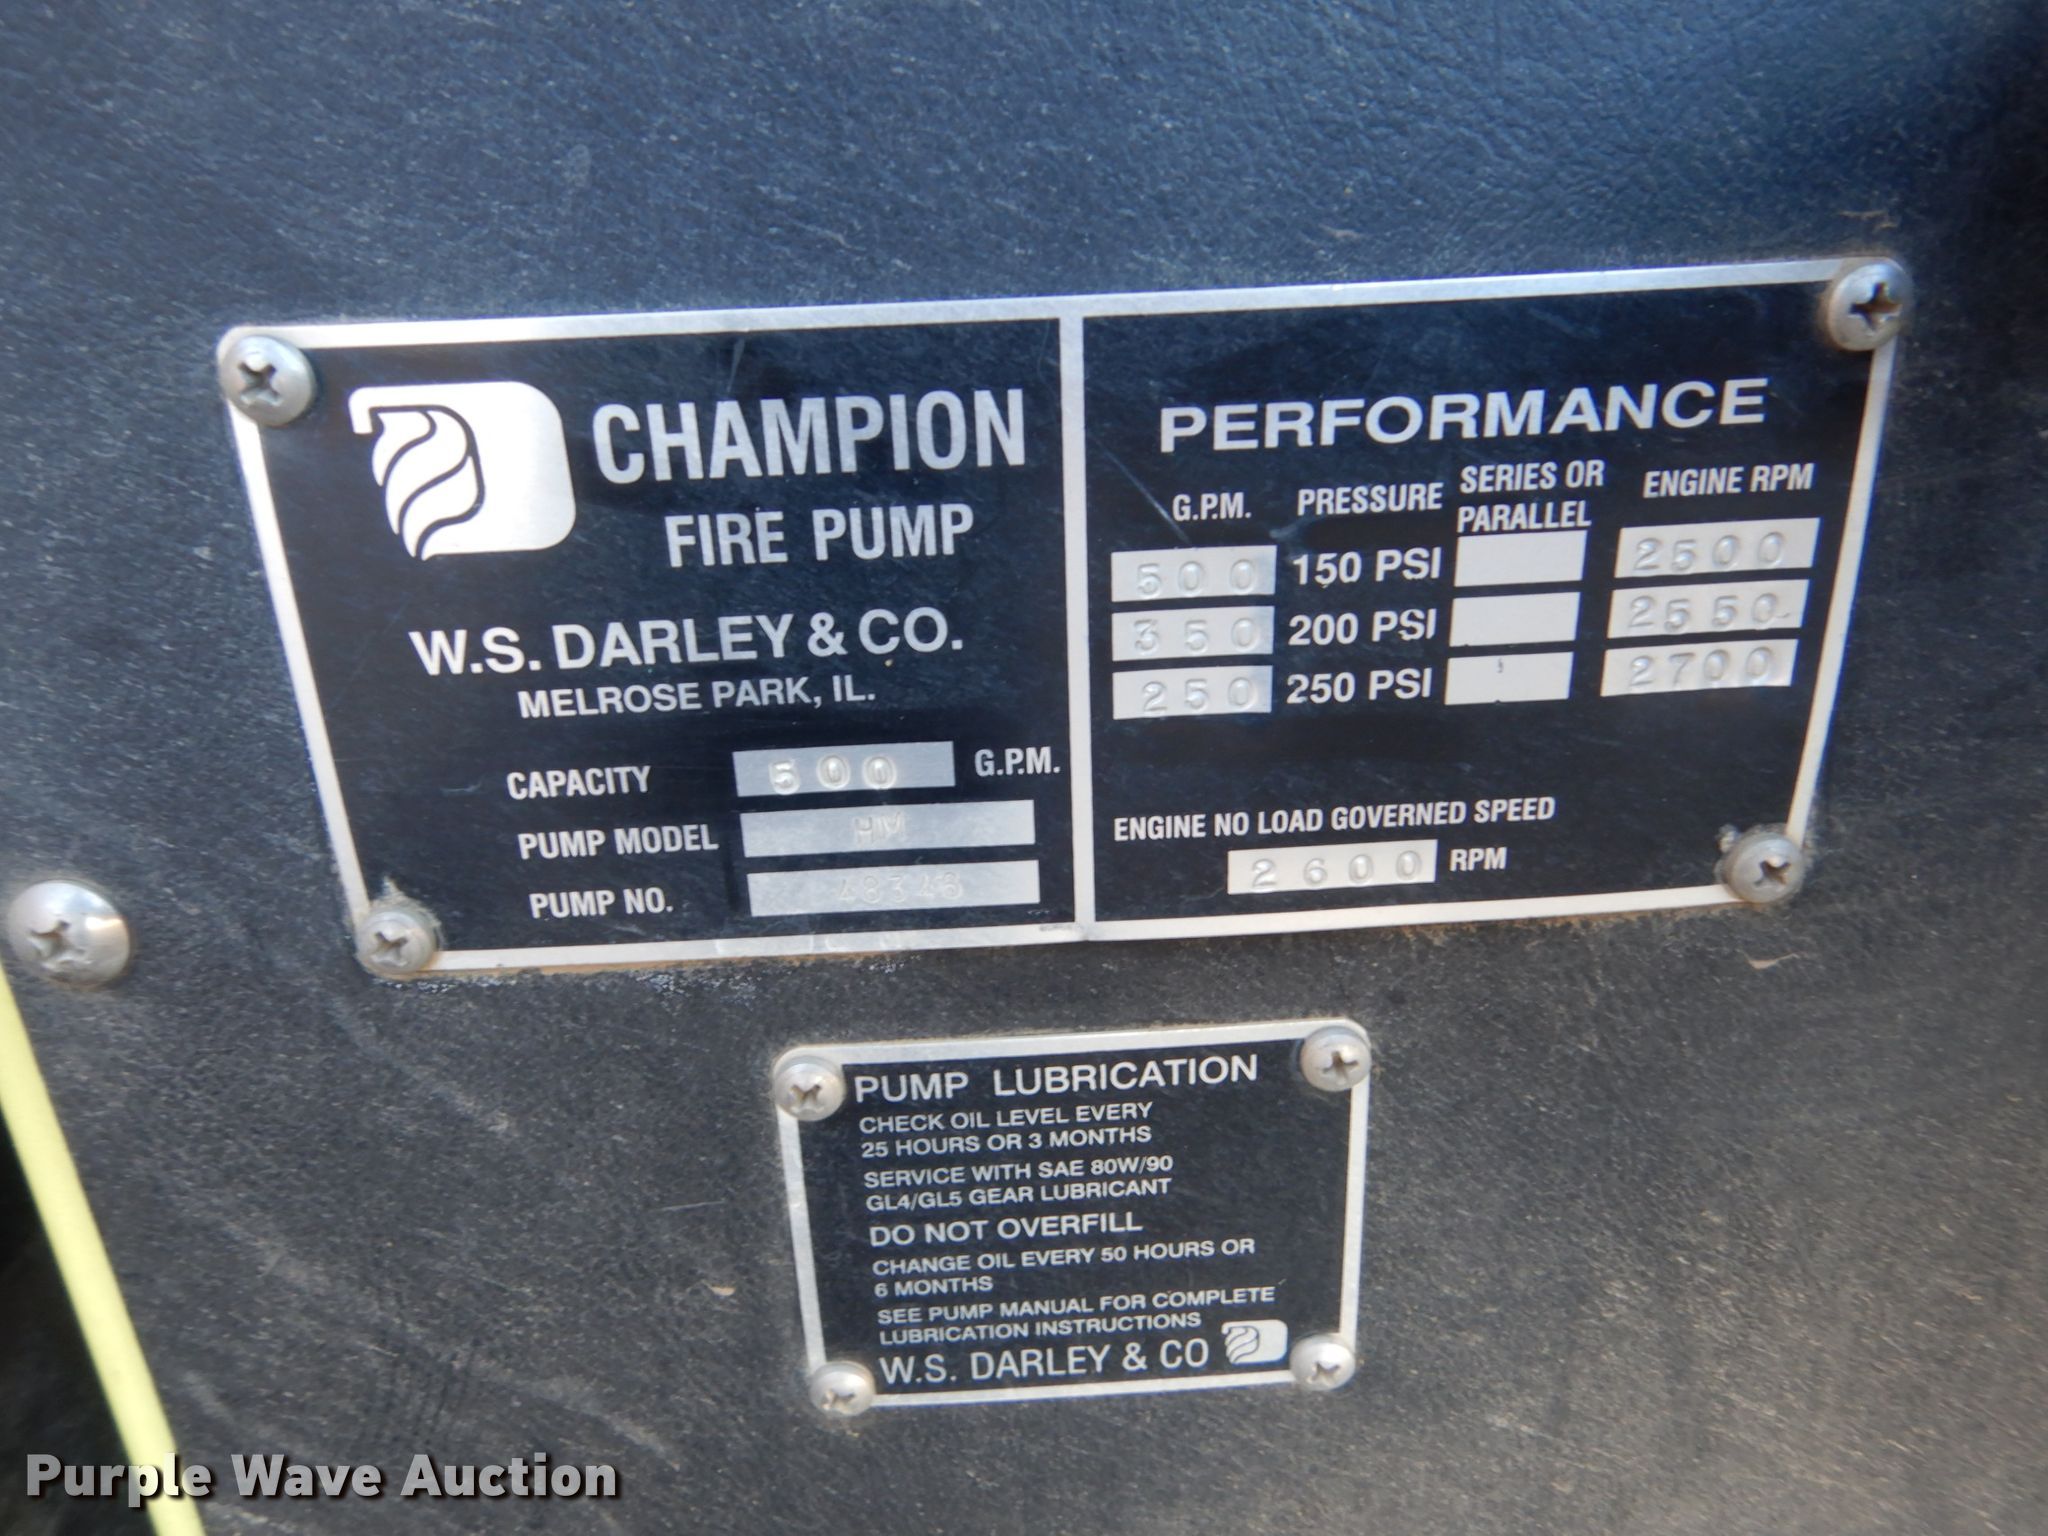 CHAMPION
FIRE PUMP
W.S. DARLEY & CO.
MELROSE PARK, IL.
CAPACITY 500 G.P.M.
PUMP MODEL HM
PUMP NO. 48348
PERFORMANCE
G.P.M. PRESSURE SERIES OR PARALLEL ENGINE RPM
500 150 PSI 2500
350 200 PSI 2550
250 250 PSI 2700
ENGINE NO LOAD GOVERNED SPEED
2600 RPM
PUMP LUBRICATION
CHECK OIL LEVEL EVERY
25 HOURS OR 3 MONTHS
SERVICE WITH SAE 80W/90
GL4/GL5 GEAR LUBRICANT
DO NOT OVERFILL
CHANGE OIL EVERY 50 HOURS OR
6 MONTHS
SEE PUMP MANUAL FOR COMPLETE
LUBRICATION INSTRUCTIONS
W.S. DARLEY & CO
Purple Wave Auction